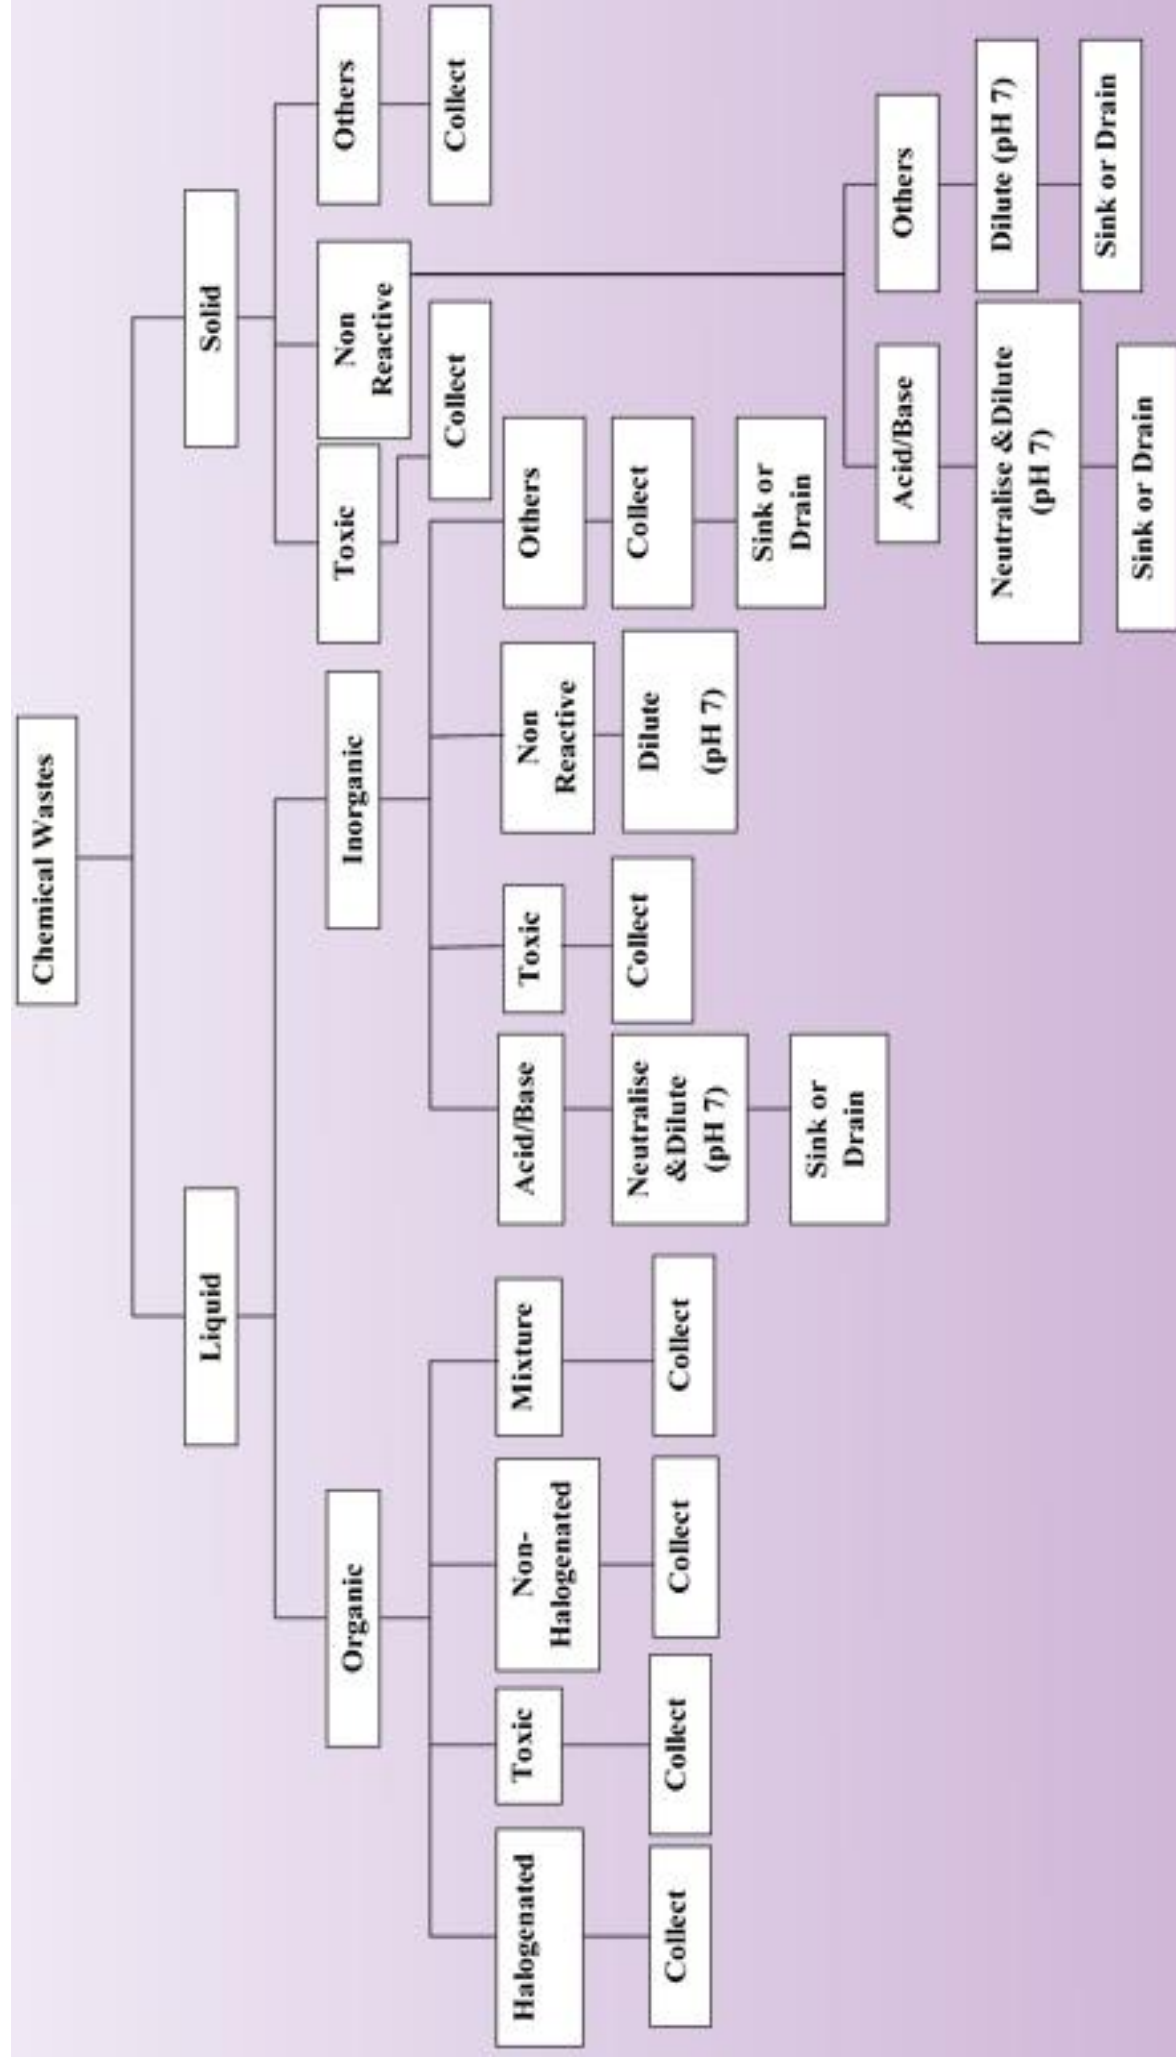 Chemical Wastes
Liquid
Solid
Organic
Inorganic
Toxic
Non
Reactive
Others
Collect
Collect
Halogenated
Toxic
Non-
Halogenated
Mixture
Collect
Collect
Collect
Collect
Acid/Base
Toxic
Non
Reactive
Others
Neutralise
&Dilute
(pH 7)
Collect
Dilute
(pH 7)
Collect
Sink or
Drain
Sink or
Drain
Acid/Base
Others
Neutralise &Dilute
(pH 7)
Dilute (pH 7)
Sink or Drain
Sink or Drain